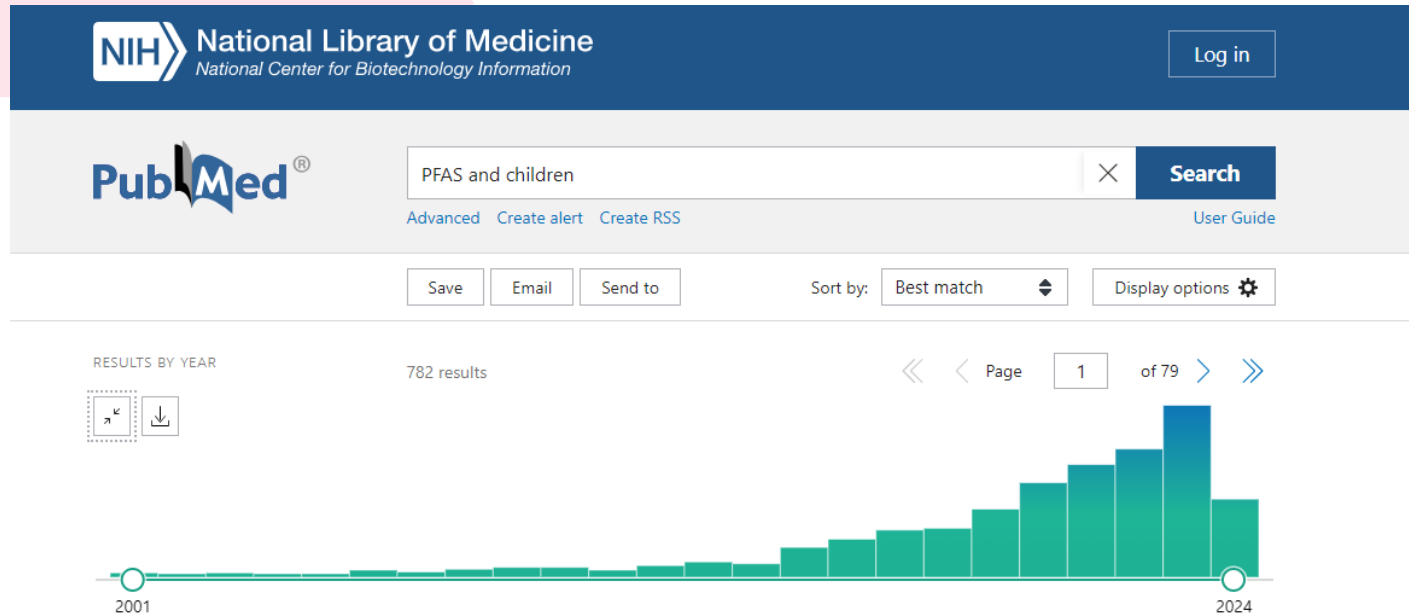 NIH National Library of Medicine
National Center for Biotechnology Information
Log in
PubMed®
PFAS and children
Search
Advanced Create alert Create RSS
User Guide
Save Email Send to
Sort by: Best match
Display options
RESULTS BY YEAR
782 results
Page 1 of 79
2001
2024